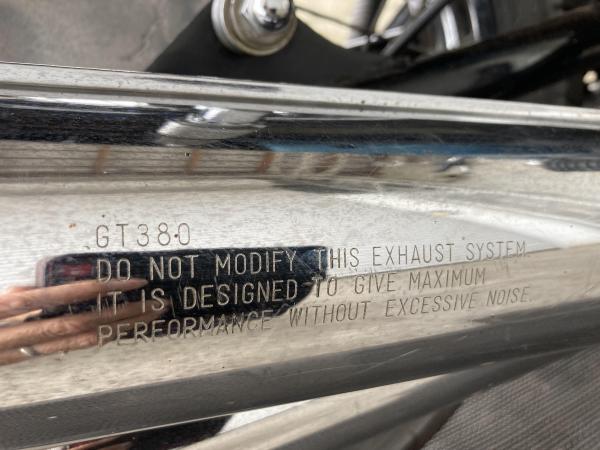 GT380
DO NOT MODIFY THIS EXHAUST SYSTEM.
IT IS DESIGNED TO GIVE MAXIMUM
PERFORMANCE WITHOUT EXCESSIVE NOISE.